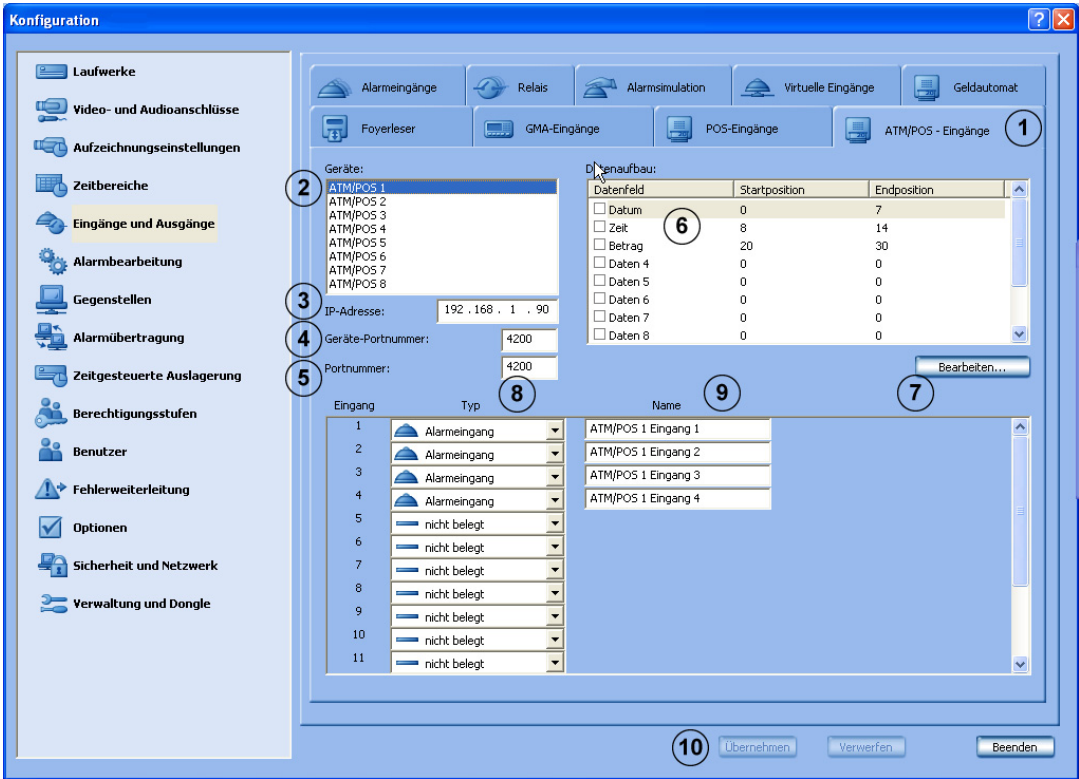 Konfiguration
Laufwerke
Video- und Audioanschlüsse
Aufzeichnungseinstellungen
Zeitbereiche
Eingänge und Ausgänge
Alarmbearbeitung
Gegenstellen
Alarmübertragung
Zeitgesteuerte Auslagerung
Berechtigungsstufen
Benutzer
Fehlerweiterleitung
Optionen
Sicherheit und Netzwerk
Verwaltung und Dongle
Alarmeingänge Relais Alarmsimulation Virtuelle Eingänge Geldautomat
Foyerleser GMA-Eingänge POS-Eingänge ATM/POS - Eingänge 1
Geräte:
2
ATM/POS 1
ATM/POS 2
ATM/POS 3
ATM/POS 4
ATM/POS 5
ATM/POS 6
ATM/POS 7
ATM/POS 8
3 IP-Adresse: 192 . 168 . 1 . 90
4 Geräte-Portnummer: 4200
5 Portnummer: 4200
Datenfeld Startposition Endposition
Datum 0 7
Zeit 8 14
6
Betrag 20 30
Daten 4 0 0
Daten 5 0 0
Daten 6 0 0
Daten 7 0 0
Daten 8 0 0
Bearbeiten...
7
Eingang Typ 8 Name 9
1 Alarmeingang ATM/POS 1 Eingang 1
2 Alarmeingang ATM/POS 1 Eingang 2
3 Alarmeingang ATM/POS 1 Eingang 3
4 Alarmeingang ATM/POS 1 Eingang 4
5 nicht belegt
6 nicht belegt
7 nicht belegt
8 nicht belegt
9 nicht belegt
10 nicht belegt
11 nicht belegt
10 Übernehmen Verwerfen Beenden